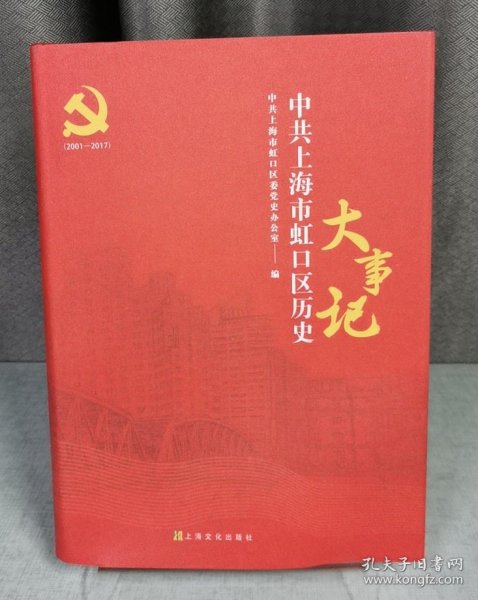 (2001—2017)
中共上海市虹口区历史
大事记
中共上海市虹口区委党史办公室——编
上海文化出版社
孔夫子旧书网
www.kongfz.com